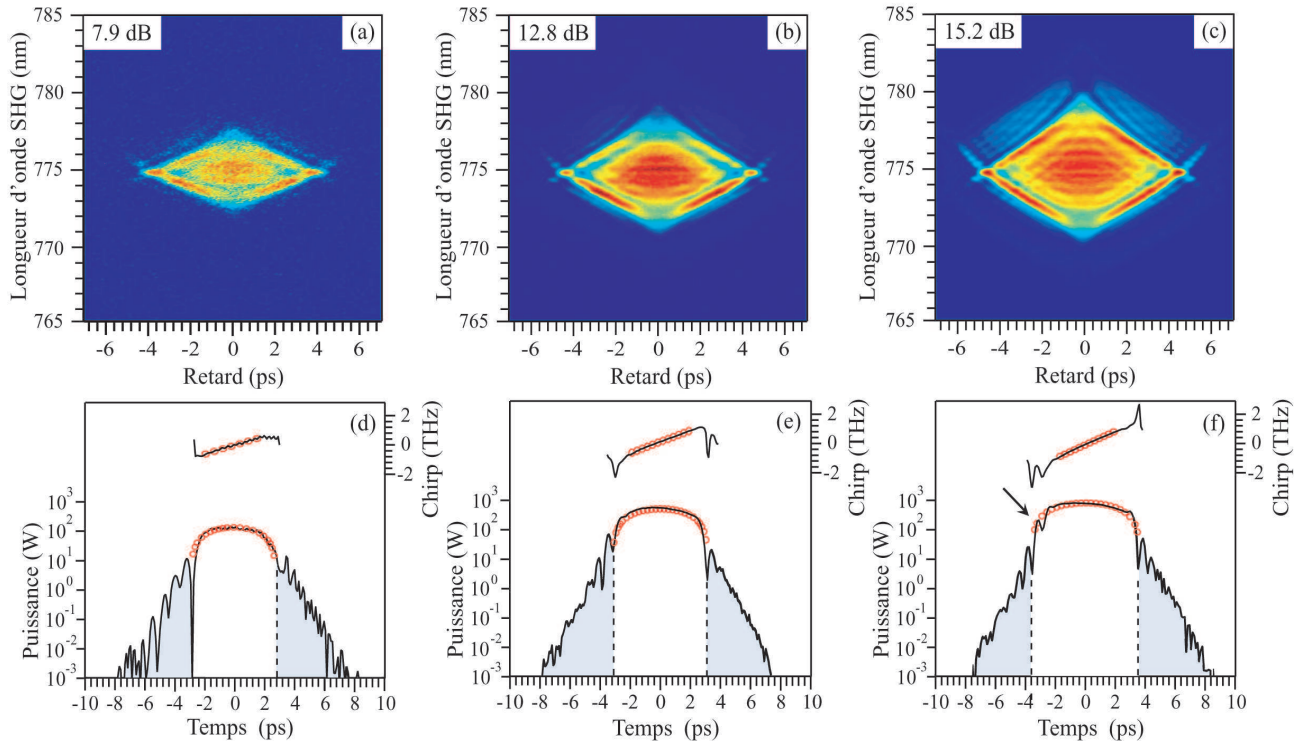 785
780
775
770
765
Longueur d'onde SHG (nm)
7.9 dB
(a)
-6 -4 -2 0 2 4 6
Retard (ps)
785
780
775
770
765
Longueur d'onde SHG (nm)
12.8 dB
(b)
-6 -4 -2 0 2 4 6
Retard (ps)
785
780
775
770
765
Longueur d'onde SHG (nm)
15.2 dB
(c)
-6 -4 -2 0 2 4 6
Retard (ps)
(d)
2
0
-2
Chirp (THz)
10³
10²
10¹
10⁰
10⁻¹
10⁻²
10⁻³
Puissance (W)
-10 -8 -6 -4 -2 0 2 4 6 8 10
Temps (ps)
(e)
2
0
-2
Chirp (THz)
10³
10²
10¹
10⁰
10⁻¹
10⁻²
10⁻³
Puissance (W)
-10 -8 -6 -4 -2 0 2 4 6 8 10
Temps (ps)
(f)
2
0
-2
Chirp (THz)
10³
10²
10¹
10⁰
10⁻¹
10⁻²
10⁻³
Puissance (W)
-10 -8 -6 -4 -2 0 2 4 6 8 10
Temps (ps)